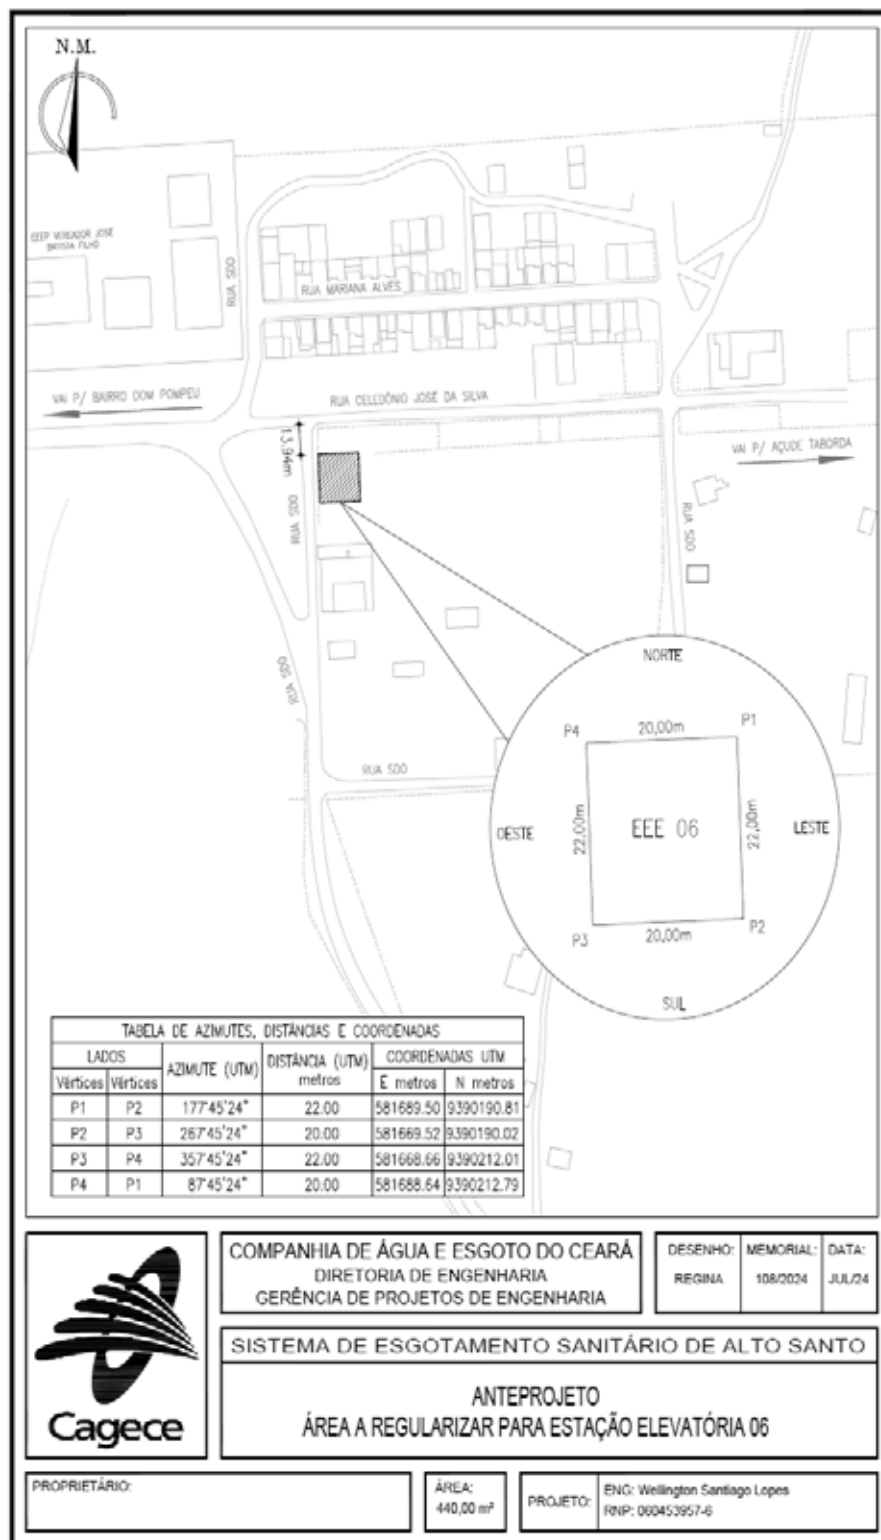 N.M.
EEEP VEREADOR JOSÉ
BATISTA FILHO
RUA SDO
RUA MARIANA ALVES
VAI P/ BAIRRO DOM POMPEU
RUA CELEDÔNIO JOSÉ DA SILVA
13,94m
VAI P/ AÇUDE TABORDA
RUA SDO
RUA SDO
RUA SDO
RUA SDO
NORTE
P4 20,00m P1
OESTE 22,00m EEE 06 22,00m LESTE
P3 20,00m P2
SUL
TABELA DE AZIMUTES, DISTÂNCIAS E COORDENADAS
LADOS AZIMUTE (UTM) DISTÂNCIA (UTM) metros COORDENADAS UTM
Vértices Vértices E metros N metros
P1 P2 177°45'24" 22.00 581689.50 9390190.81
P2 P3 267°45'24" 20.00 581669.52 9390190.02
P3 P4 357°45'24" 22.00 581668.66 9390212.01
P4 P1 87°45'24" 20.00 581688.64 9390212.79
Cagece
COMPANHIA DE ÁGUA E ESGOTO DO CEARÁ
DIRETORIA DE ENGENHARIA
GERÊNCIA DE PROJETOS DE ENGENHARIA
DESENHO: MEMORIAL: DATA:
REGINA 108/2024 JUL/24
SISTEMA DE ESGOTAMENTO SANITÁRIO DE ALTO SANTO
ANTEPROJETO
ÁREA A REGULARIZAR PARA ESTAÇÃO ELEVATÓRIA 06
PROPRIETÁRIO:
ÁREA:
440,00 m²
PROJETO:
ENG: Wellington Santiago Lopes
RNP: 060453957-6